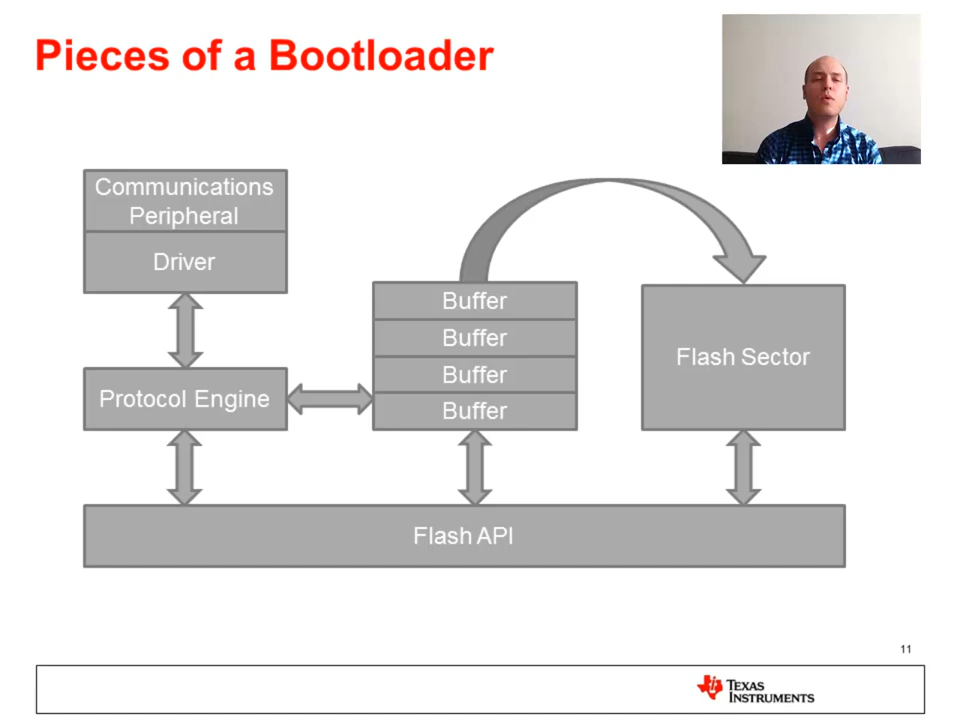 Pieces of a Bootloader
Communications
Peripheral
Driver
Protocol Engine
Buffer
Buffer
Buffer
Buffer
Flash Sector
Flash API
11
TEXAS
INSTRUMENTS